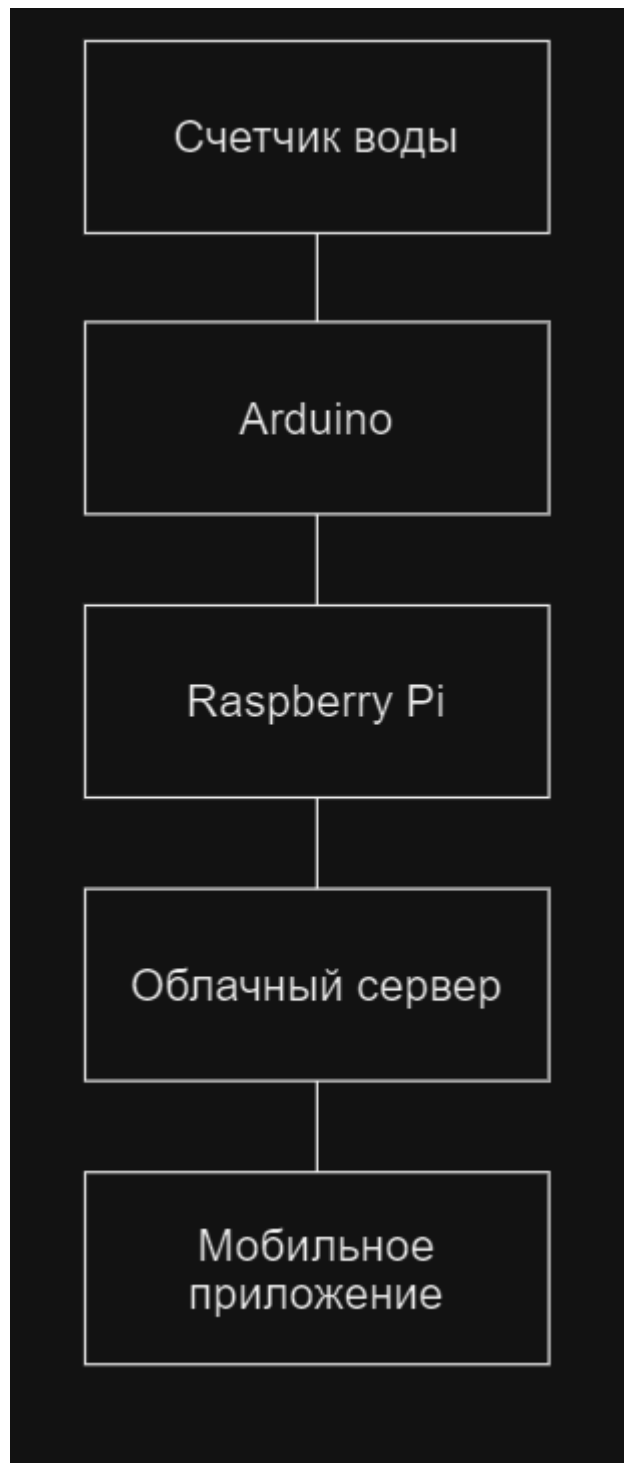 Счетчик воды
Arduino
Raspberry Pi
Облачный сервер
Мобильное
приложение